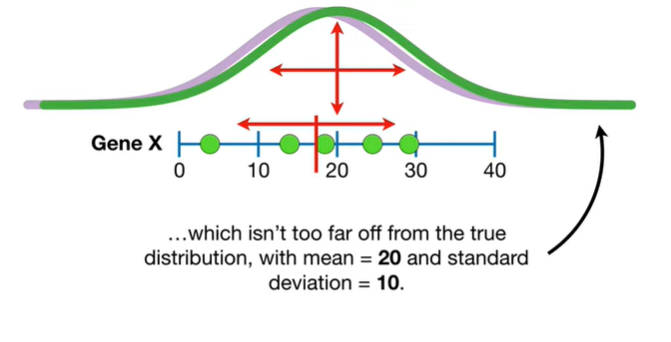 Gene X
0 10 20 30 40
…which isn't too far off from the true
distribution, with mean = 20 and standard
deviation = 10.